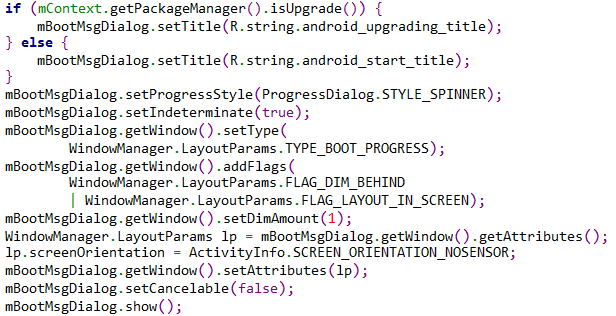 if (mContext.getPackageManager().isUpgrade()) {
    mBootMsgDialog.setTitle(R.string.android_upgrading_title);
} else {
    mBootMsgDialog.setTitle(R.string.android_start_title);
}
mBootMsgDialog.setProgressStyle(ProgressDialog.STYLE_SPINNER);
mBootMsgDialog.setIndeterminate(true);
mBootMsgDialog.getWindow().setType(
        WindowManager.LayoutParams.TYPE_BOOT_PROGRESS);
mBootMsgDialog.getWindow().addFlags(
        WindowManager.LayoutParams.FLAG_DIM_BEHIND
        | WindowManager.LayoutParams.FLAG_LAYOUT_IN_SCREEN);
mBootMsgDialog.getWindow().setDimAmount(1);
WindowManager.LayoutParams lp = mBootMsgDialog.getWindow().getAttributes();
lp.screenOrientation = ActivityInfo.SCREEN_ORIENTATION_NOSENSOR;
mBootMsgDialog.getWindow().setAttributes(lp);
mBootMsgDialog.setCancelable(false);
mBootMsgDialog.show();